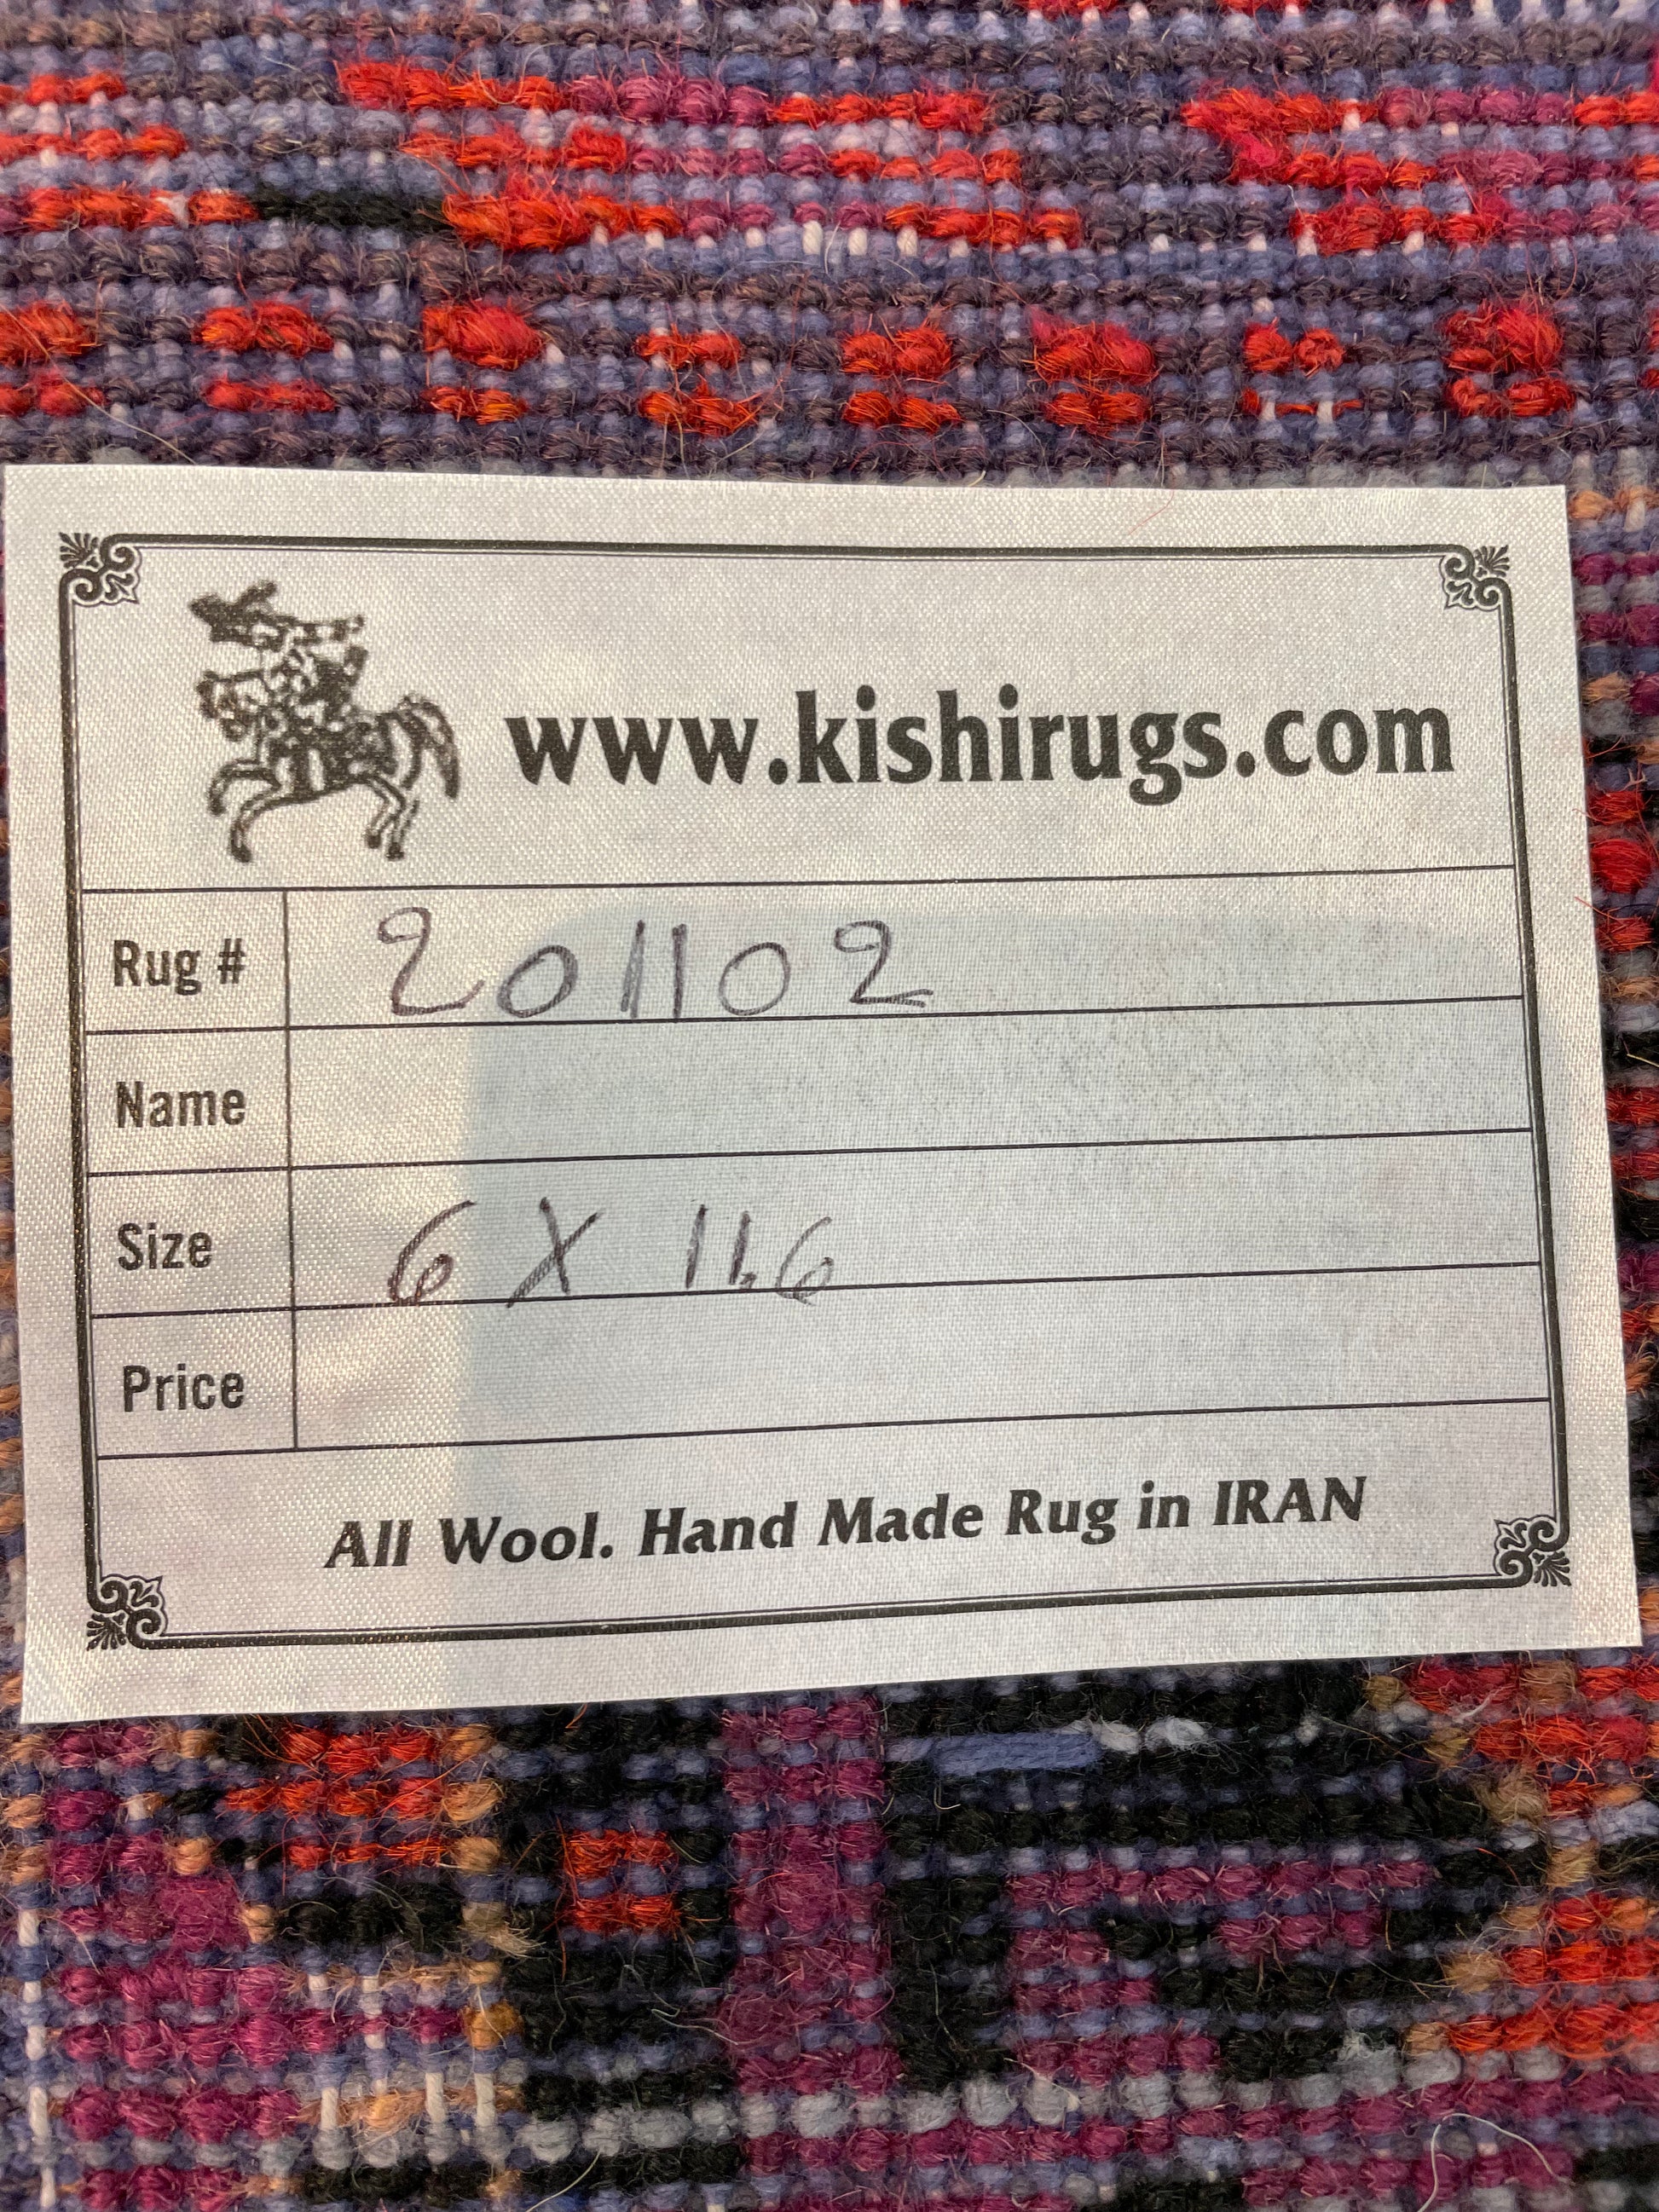 www.kishirugs.com
Rug # 201102
Name
Size 6 X 11.6
Price
All Wool. Hand Made Rug in IRAN